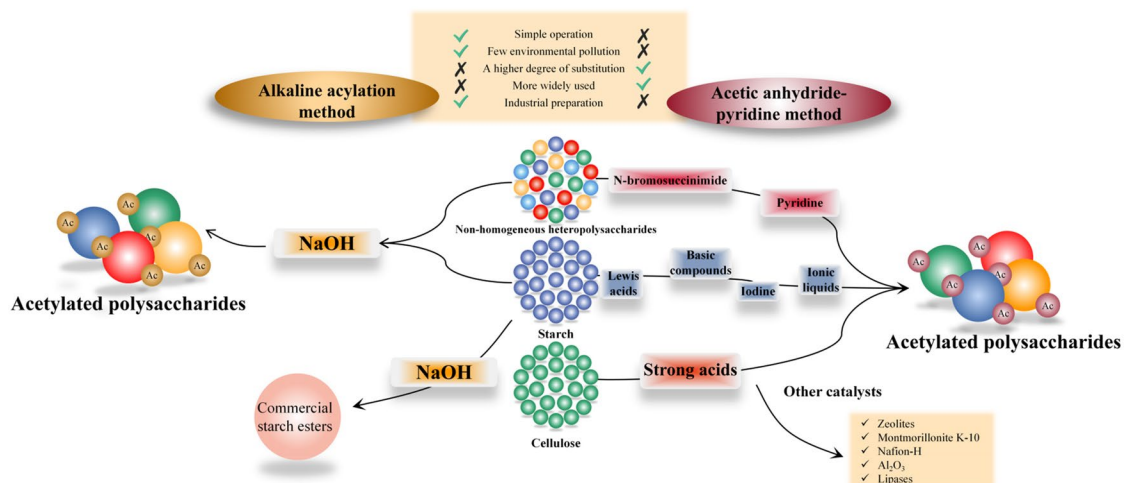 ✓ Simple operation ✗
✓ Few environmental pollution ✗
✗ A higher degree of substitution ✓
✗ More widely used ✓
✓ Industrial preparation ✗
Alkaline acylation
method
Acetic anhydride-
pyridine method
N-bromosuccinimide
Pyridine
Non-homogeneous heteropolysaccharides
Ac
Ac
Ac
Ac
Ac
Ac
Acetylated polysaccharides
NaOH
Lewis
acids
Basic
compounds
Iodine
Ionic
liquids
Ac
Ac
Ac
Ac
Ac
Acetylated polysaccharides
Starch
NaOH
Commercial
starch esters
Strong acids
Cellulose
Other catalysts
✓ Zeolites
✓ Montmorillonite K-10
✓ Nafion-H
✓ Al₂O₃
✓ Lipases